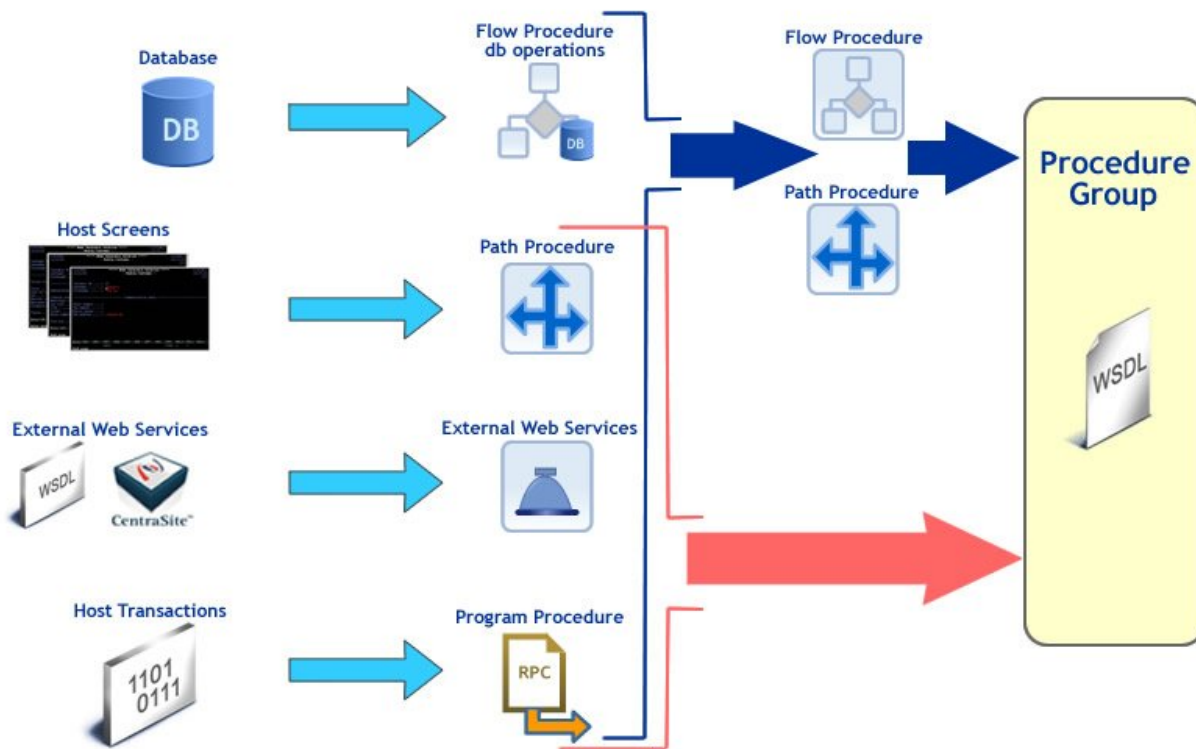 Database
DB
Flow Procedure
db operations
DB
Flow Procedure
Path Procedure
Procedure
Group
WSDL
Host Screens
Path Procedure
External Web Services
WSDL
CentraSite™
External Web Services
Host Transactions
1101
0111
Program Procedure
RPC